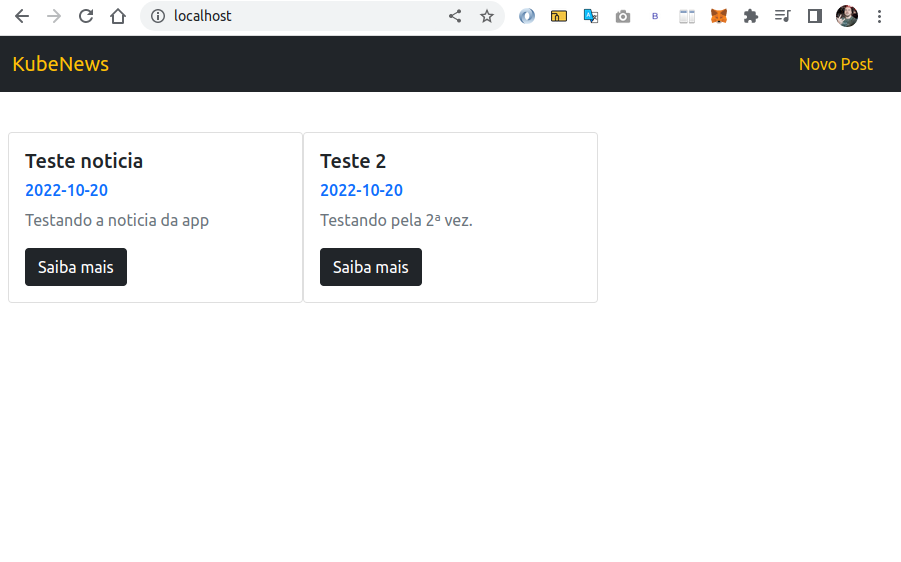 localhost
B
KubeNews
Novo Post
Teste noticia
2022-10-20
Testando a noticia da app
Saiba mais
Teste 2
2022-10-20
Testando pela 2ª vez.
Saiba mais